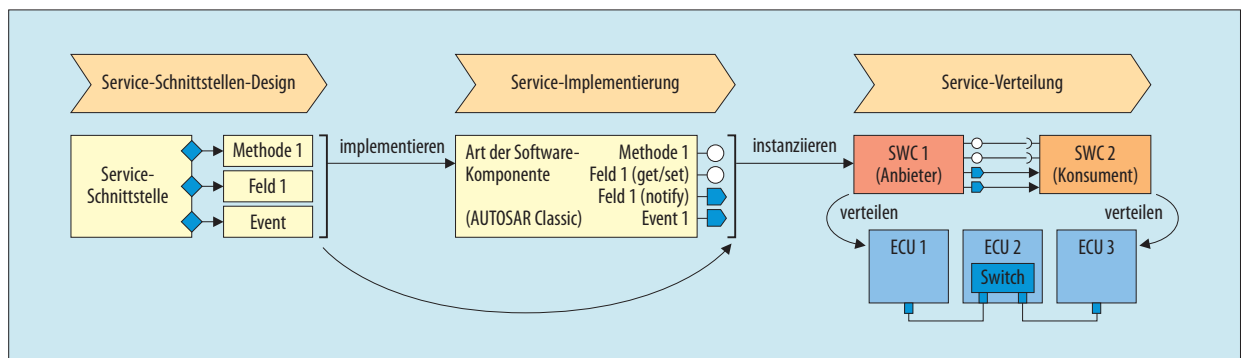 Service-Schnittstellen-Design
Service-Implementierung
Service-Verteilung
Service-
Schnittstelle
Methode 1
Feld 1
Event
implementieren
Art der Software-
Komponente
(AUTOSAR Classic)
Methode 1
Feld 1 (get/set)
Feld 1 (notify)
Event 1
instanziieren
SWC 1
(Anbieter)
SWC 2
(Konsument)
verteilen
verteilen
ECU 1
ECU 2
Switch
ECU 3